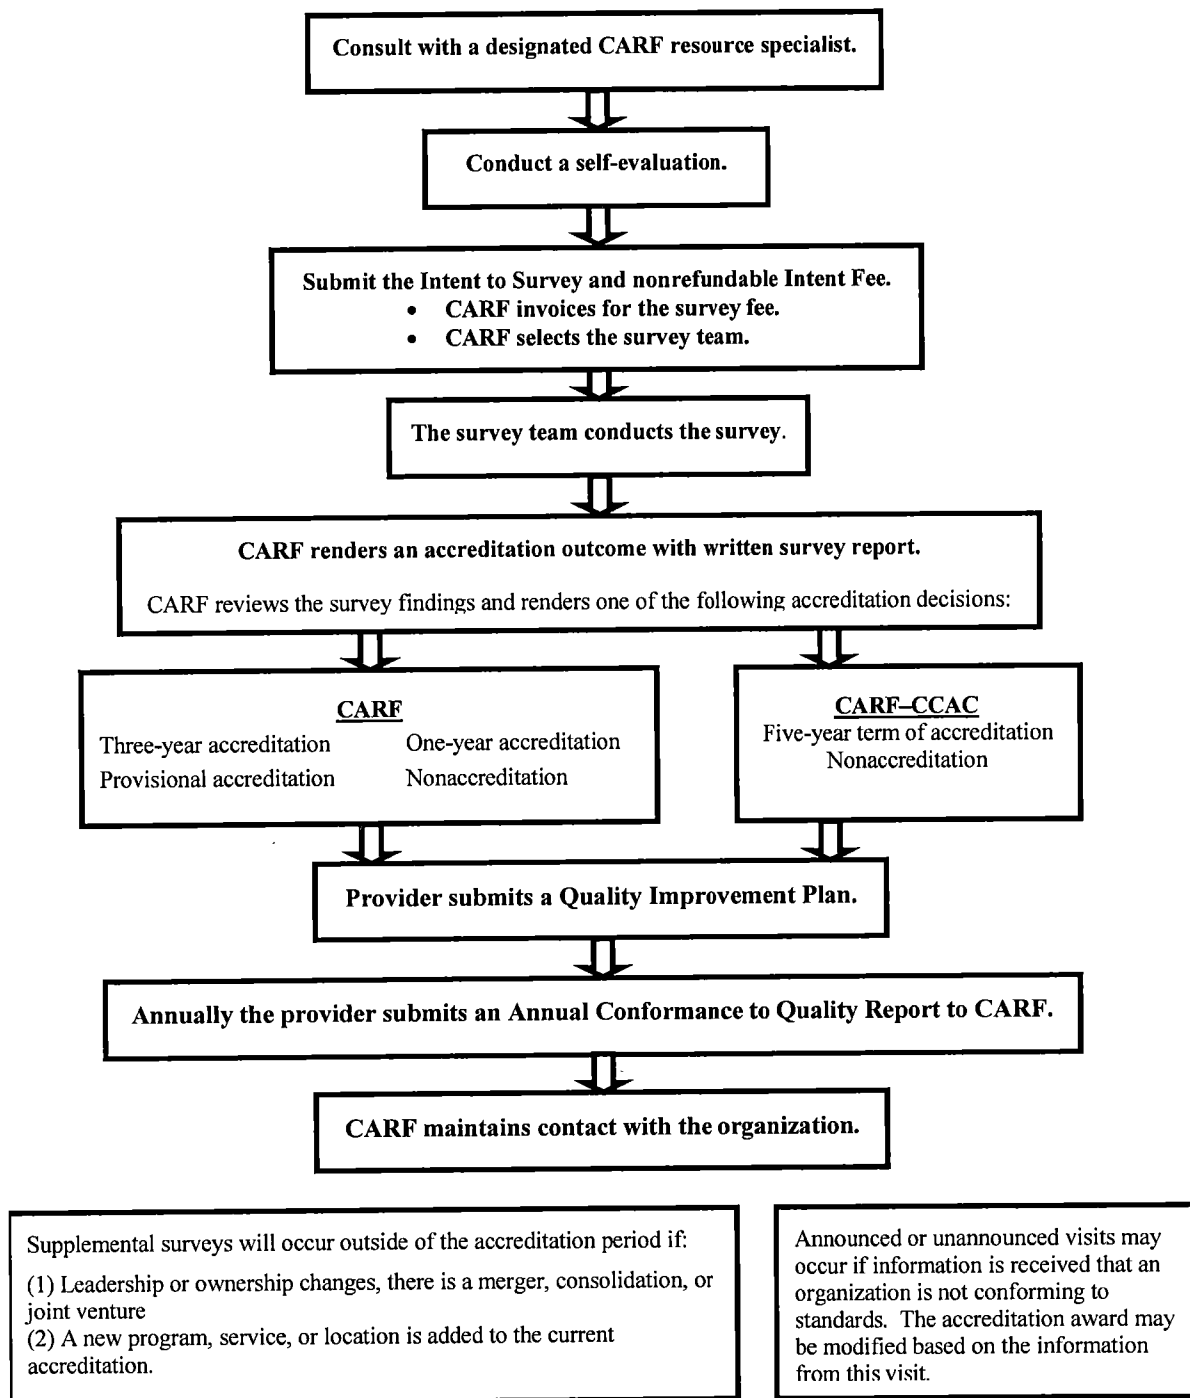 Consult with a designated CARF resource specialist.
Conduct a self-evaluation.
Submit the Intent to Survey and nonrefundable Intent Fee.
• CARF invoices for the survey fee.
• CARF selects the survey team.
The survey team conducts the survey.
CARF renders an accreditation outcome with written survey report.
CARF reviews the survey findings and renders one of the following accreditation decisions:
CARF
Three-year accreditation One-year accreditation
Provisional accreditation Nonaccreditation
CARF–CCAC
Five-year term of accreditation
Nonaccreditation
Provider submits a Quality Improvement Plan.
Annually the provider submits an Annual Conformance to Quality Report to CARF.
CARF maintains contact with the organization.
Supplemental surveys will occur outside of the accreditation period if:
(1) Leadership or ownership changes, there is a merger, consolidation, or
joint venture
(2) A new program, service, or location is added to the current
accreditation.
Announced or unannounced visits may
occur if information is received that an
organization is not conforming to
standards. The accreditation award may
be modified based on the information
from this visit.